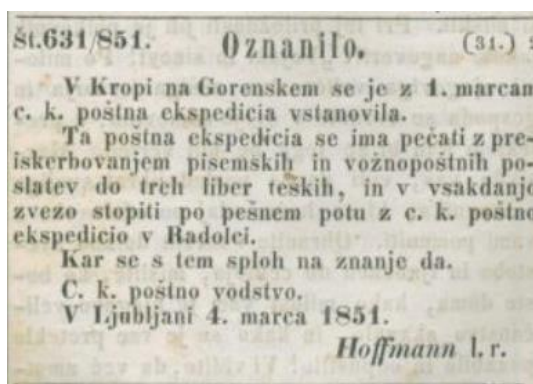 Št.631/851. Oznanilo. (31.)
V Kropi na Gorenskem se je z 1. marcam
c. k. poštna ekspedicia vstanovila.
Ta poštna ekspedicia se ima pečati z pre-
iskerbovanjem pisemskih in vožnopoštnih po-
slatev do treh liber teških, in v vsakdanjo
zvezo stopiti po pešnem potu z c. k. poštno
ekspedicio v Radolci.
Kar se s tem sploh na znanje da.
C. k. poštno vodstvo.
V Ljubljani 4. marca 1851.
Hoffmann l. r.